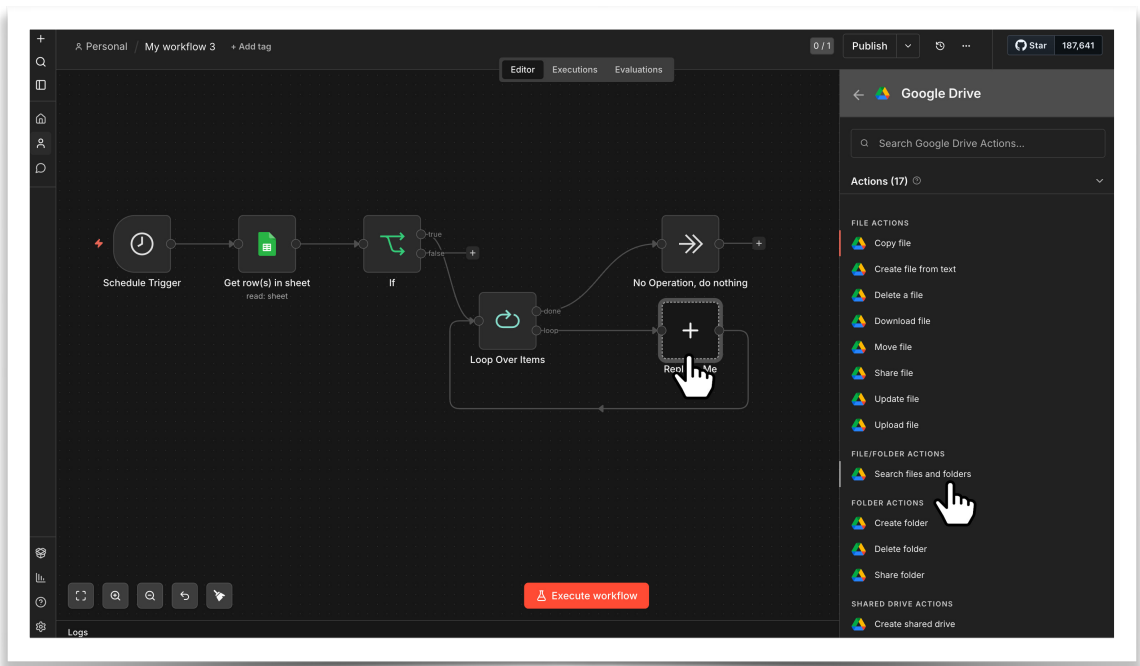 Personal / My workflow 3 + Add tag
0 / 1
Publish
Star 187,641
Editor Executions Evaluations
Google Drive
Search Google Drive Actions...
Actions (17)
FILE ACTIONS
Copy file
Create file from text
Delete a file
Download file
Move file
Share file
Update file
Upload file
FILE/FOLDER ACTIONS
Search files and folders
FOLDER ACTIONS
Create folder
Delete folder
Share folder
SHARED DRIVE ACTIONS
Create shared drive
true
false
Schedule Trigger
Get row(s) in sheet
read: sheet
If
No Operation, do nothing
done
loop
Loop Over Items
Me
Execute workflow
Logs